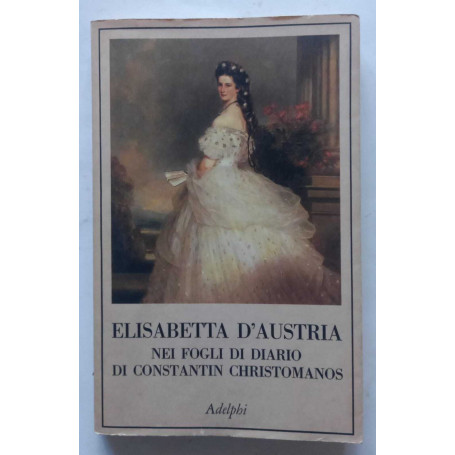 ELISABETTA D'AUSTRIA
NEI FOGLI DI DIARIO
DI CONSTANTIN CHRISTOMANOS
Adelphi